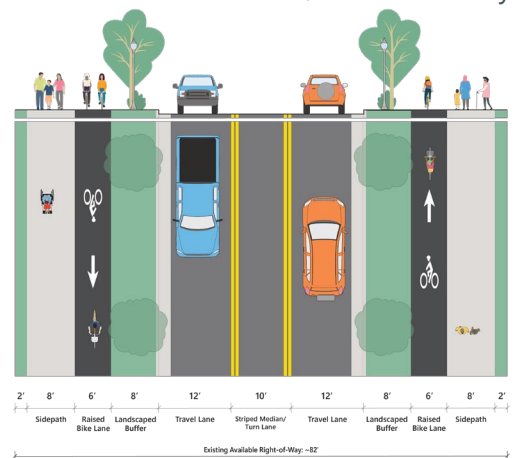 2' 8' 6' 8' 12' 10' 12' 8' 6' 8' 2'
Sidepath Raised Landscaped Travel Lane Striped Median/ Travel Lane Landscaped Raised Sidepath
Bike Lane Buffer Turn Lane Buffer Bike Lane
Existing Available Right-of-Way: ~82'